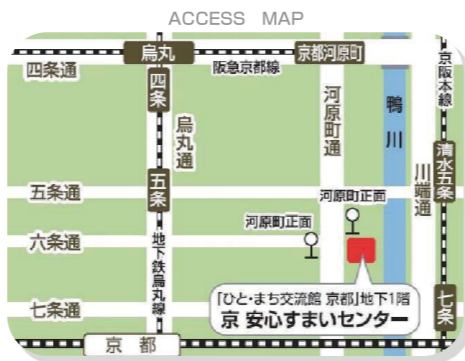 ACCESS MAP
烏丸
京都河原町
四条通
阪急京都線
四条
烏丸通
河原町通
鴨川
京阪本線
清水五条
川端通
五条通
五条
河原町正面
河原町正面
六条通
地下鉄烏丸線
七条通
「ひと・まち交流館 京都」地下1階
京 安心すまいセンター
七条
京都